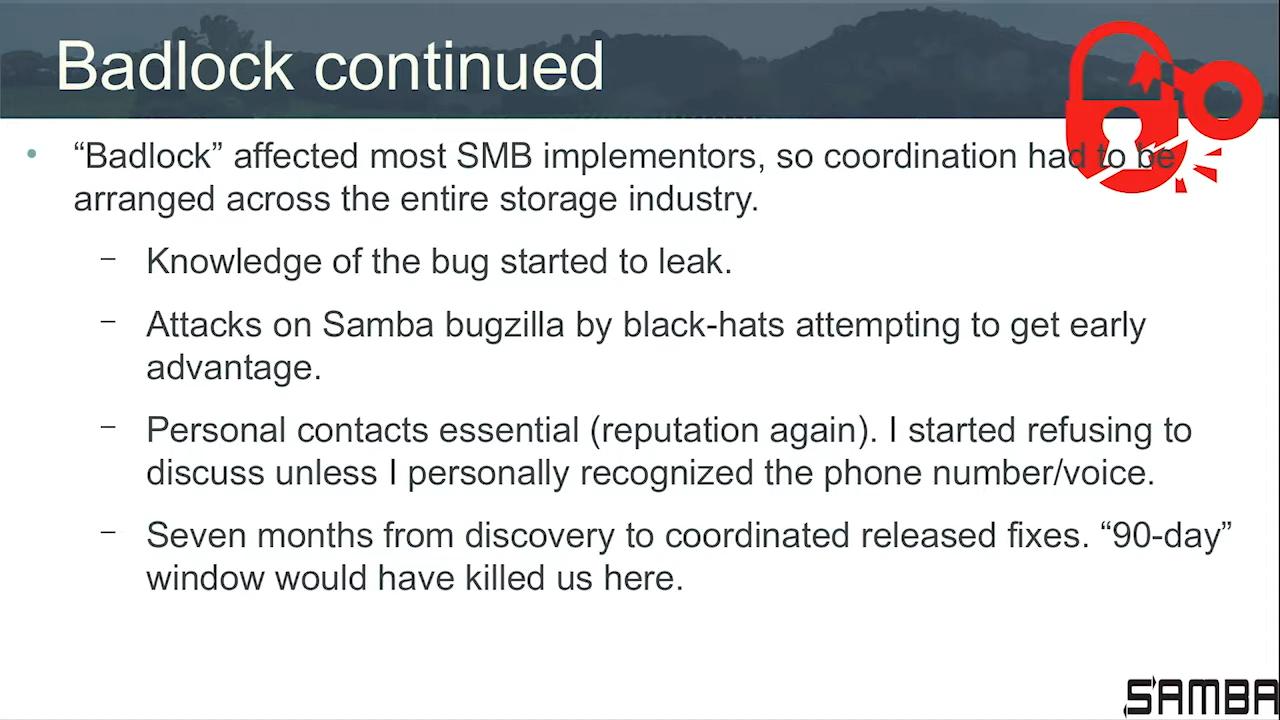 Badlock continued
• “Badlock” affected most SMB implementors, so coordination had to be
arranged across the entire storage industry.
– Knowledge of the bug started to leak.
– Attacks on Samba bugzilla by black-hats attempting to get early
advantage.
– Personal contacts essential (reputation again). I started refusing to
discuss unless I personally recognized the phone number/voice.
– Seven months from discovery to coordinated released fixes. “90-day”
window would have killed us here.
SAMBA